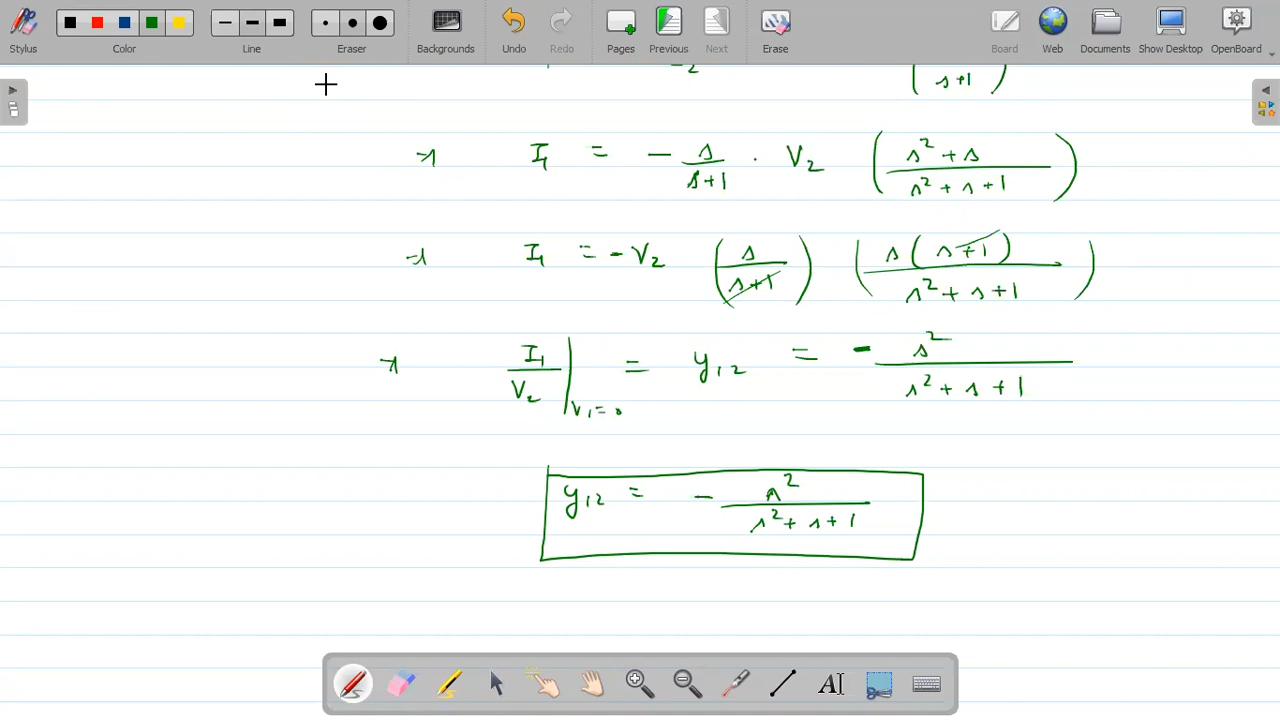 Stylus Color Line Eraser Backgrounds Undo Redo Pages Previous Next Erase Board Web Documents Show Desktop OpenBoard
2 ( s+1 )
→ I1 = - s/(s+1) . V2 ( (s² + s)/(s² + s + 1) )
→ I1 = - V2 ( s/(s+1) ) ( s(s+1)/(s² + s + 1) )
→ I1/V2 | V1=0 = y12 = - s²/(s² + s + 1)
y12 = - s²/(s² + s + 1)